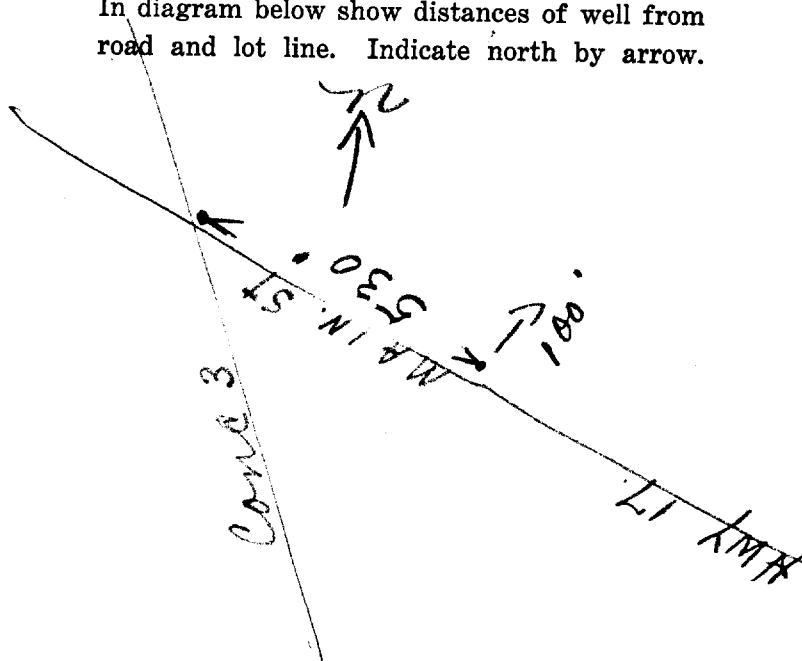 In diagram below show distances of well from
road and lot line. Indicate north by arrow.
N
530'
100'
MAIN. ST
Conc 3
HWY 17